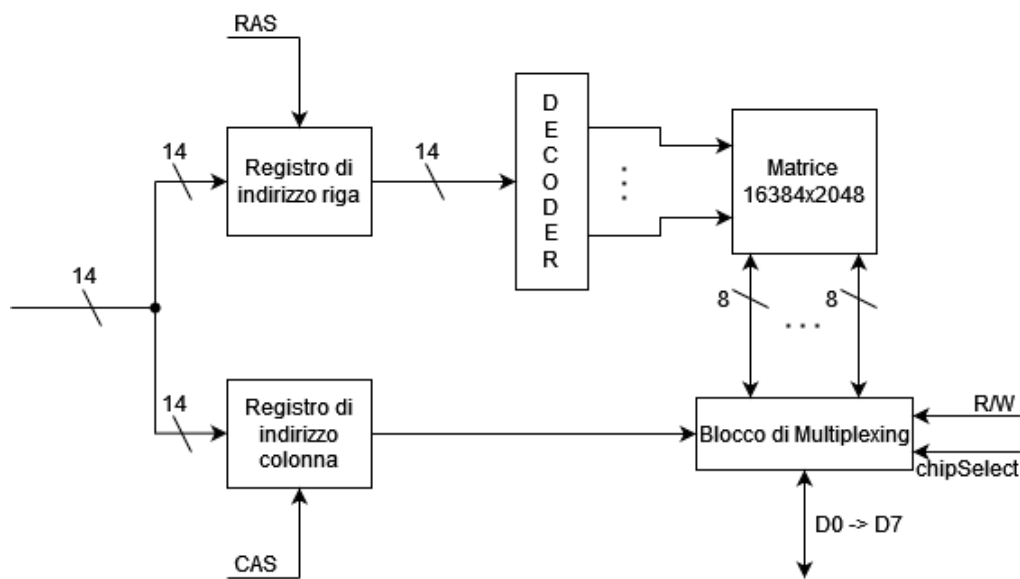 RAS
14
Registro di
indirizzo riga
14
D
E
C
O
D
E
R
Matrice
16384x2048
14
8
8
14
Registro di
indirizzo
colonna
Blocco di Multiplexing
R/W
chipSelect
D0 -> D7
CAS